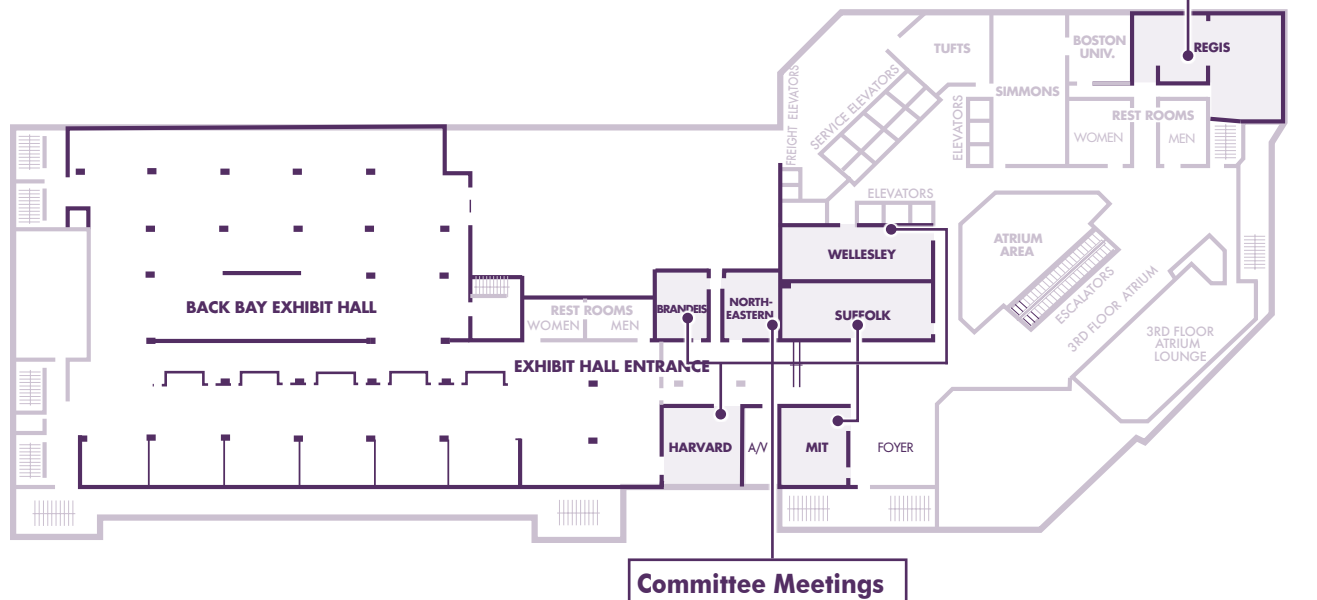 TUFTS
BOSTON
UNIV.
REGIS
FREIGHT ELEVATORS
SERVICE ELEVATORS
SIMMONS
ELEVATORS
REST ROOMS
WOMEN
MEN
ELEVATORS
WELLESLEY
ATRIUM
AREA
ESCALATORS
3RD FLOOR ATRIUM
3RD FLOOR
ATRIUM
LOUNGE
BACK BAY EXHIBIT HALL
REST ROOMS
WOMEN
MEN
BRANDEIS
NORTH-
EASTERN
SUFFOLK
EXHIBIT HALL ENTRANCE
HARVARD
A/V
MIT
FOYER
Committee Meetings